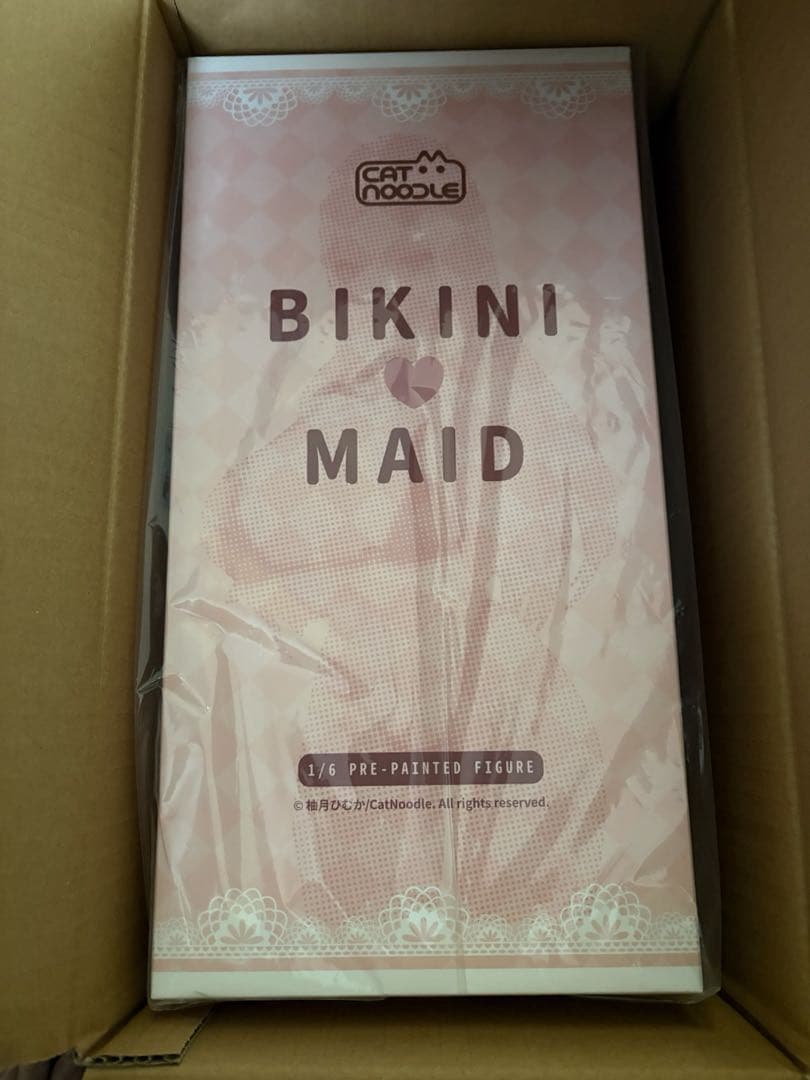 CAT
NOODLE
BIKINI
MAID
1/6 PRE-PAINTED FIGURE
© 柚月ひむか/CatNoodle. All rights reserved.